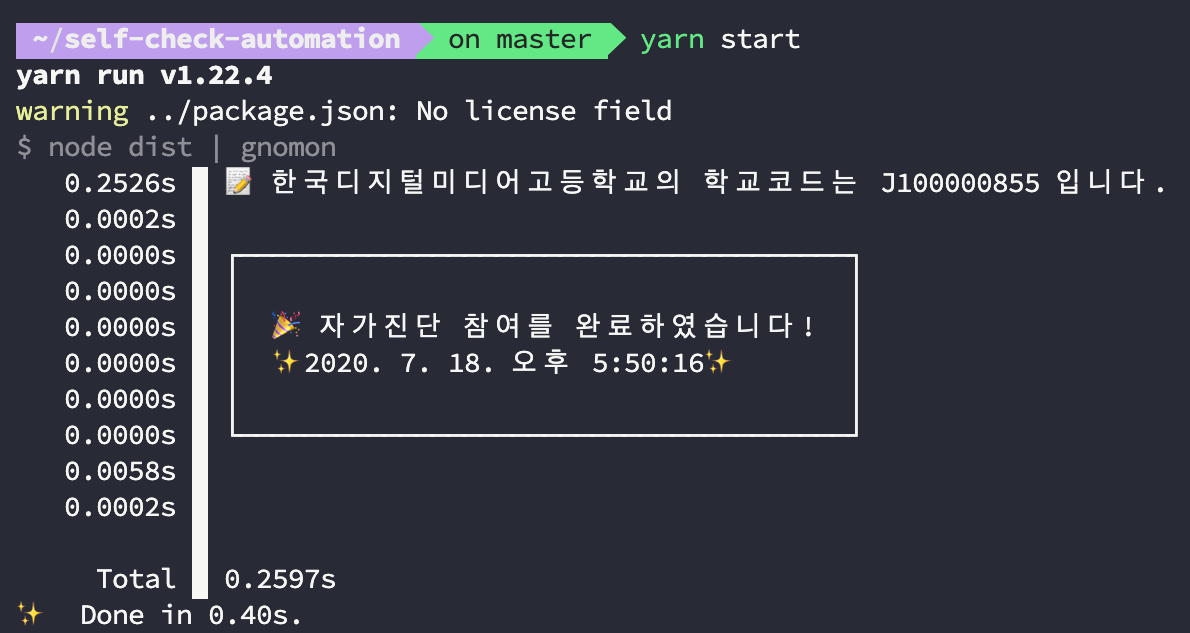 ~/self-check-automation on master yarn start
yarn run v1.22.4
warning ../package.json: No license field
$ node dist | gnomon
0.2526s 📝 한국디지털미디어고등학교의 학교코드는 J100000855 입니다.
0.0002s
0.0000s
0.0000s
0.0000s 🎉 자가진단 참여를 완료하였습니다!
0.0000s ✨2020. 7. 18. 오후 5:50:16✨
0.0000s
0.0000s
0.0058s
0.0002s
Total 0.2597s
✨ Done in 0.40s.